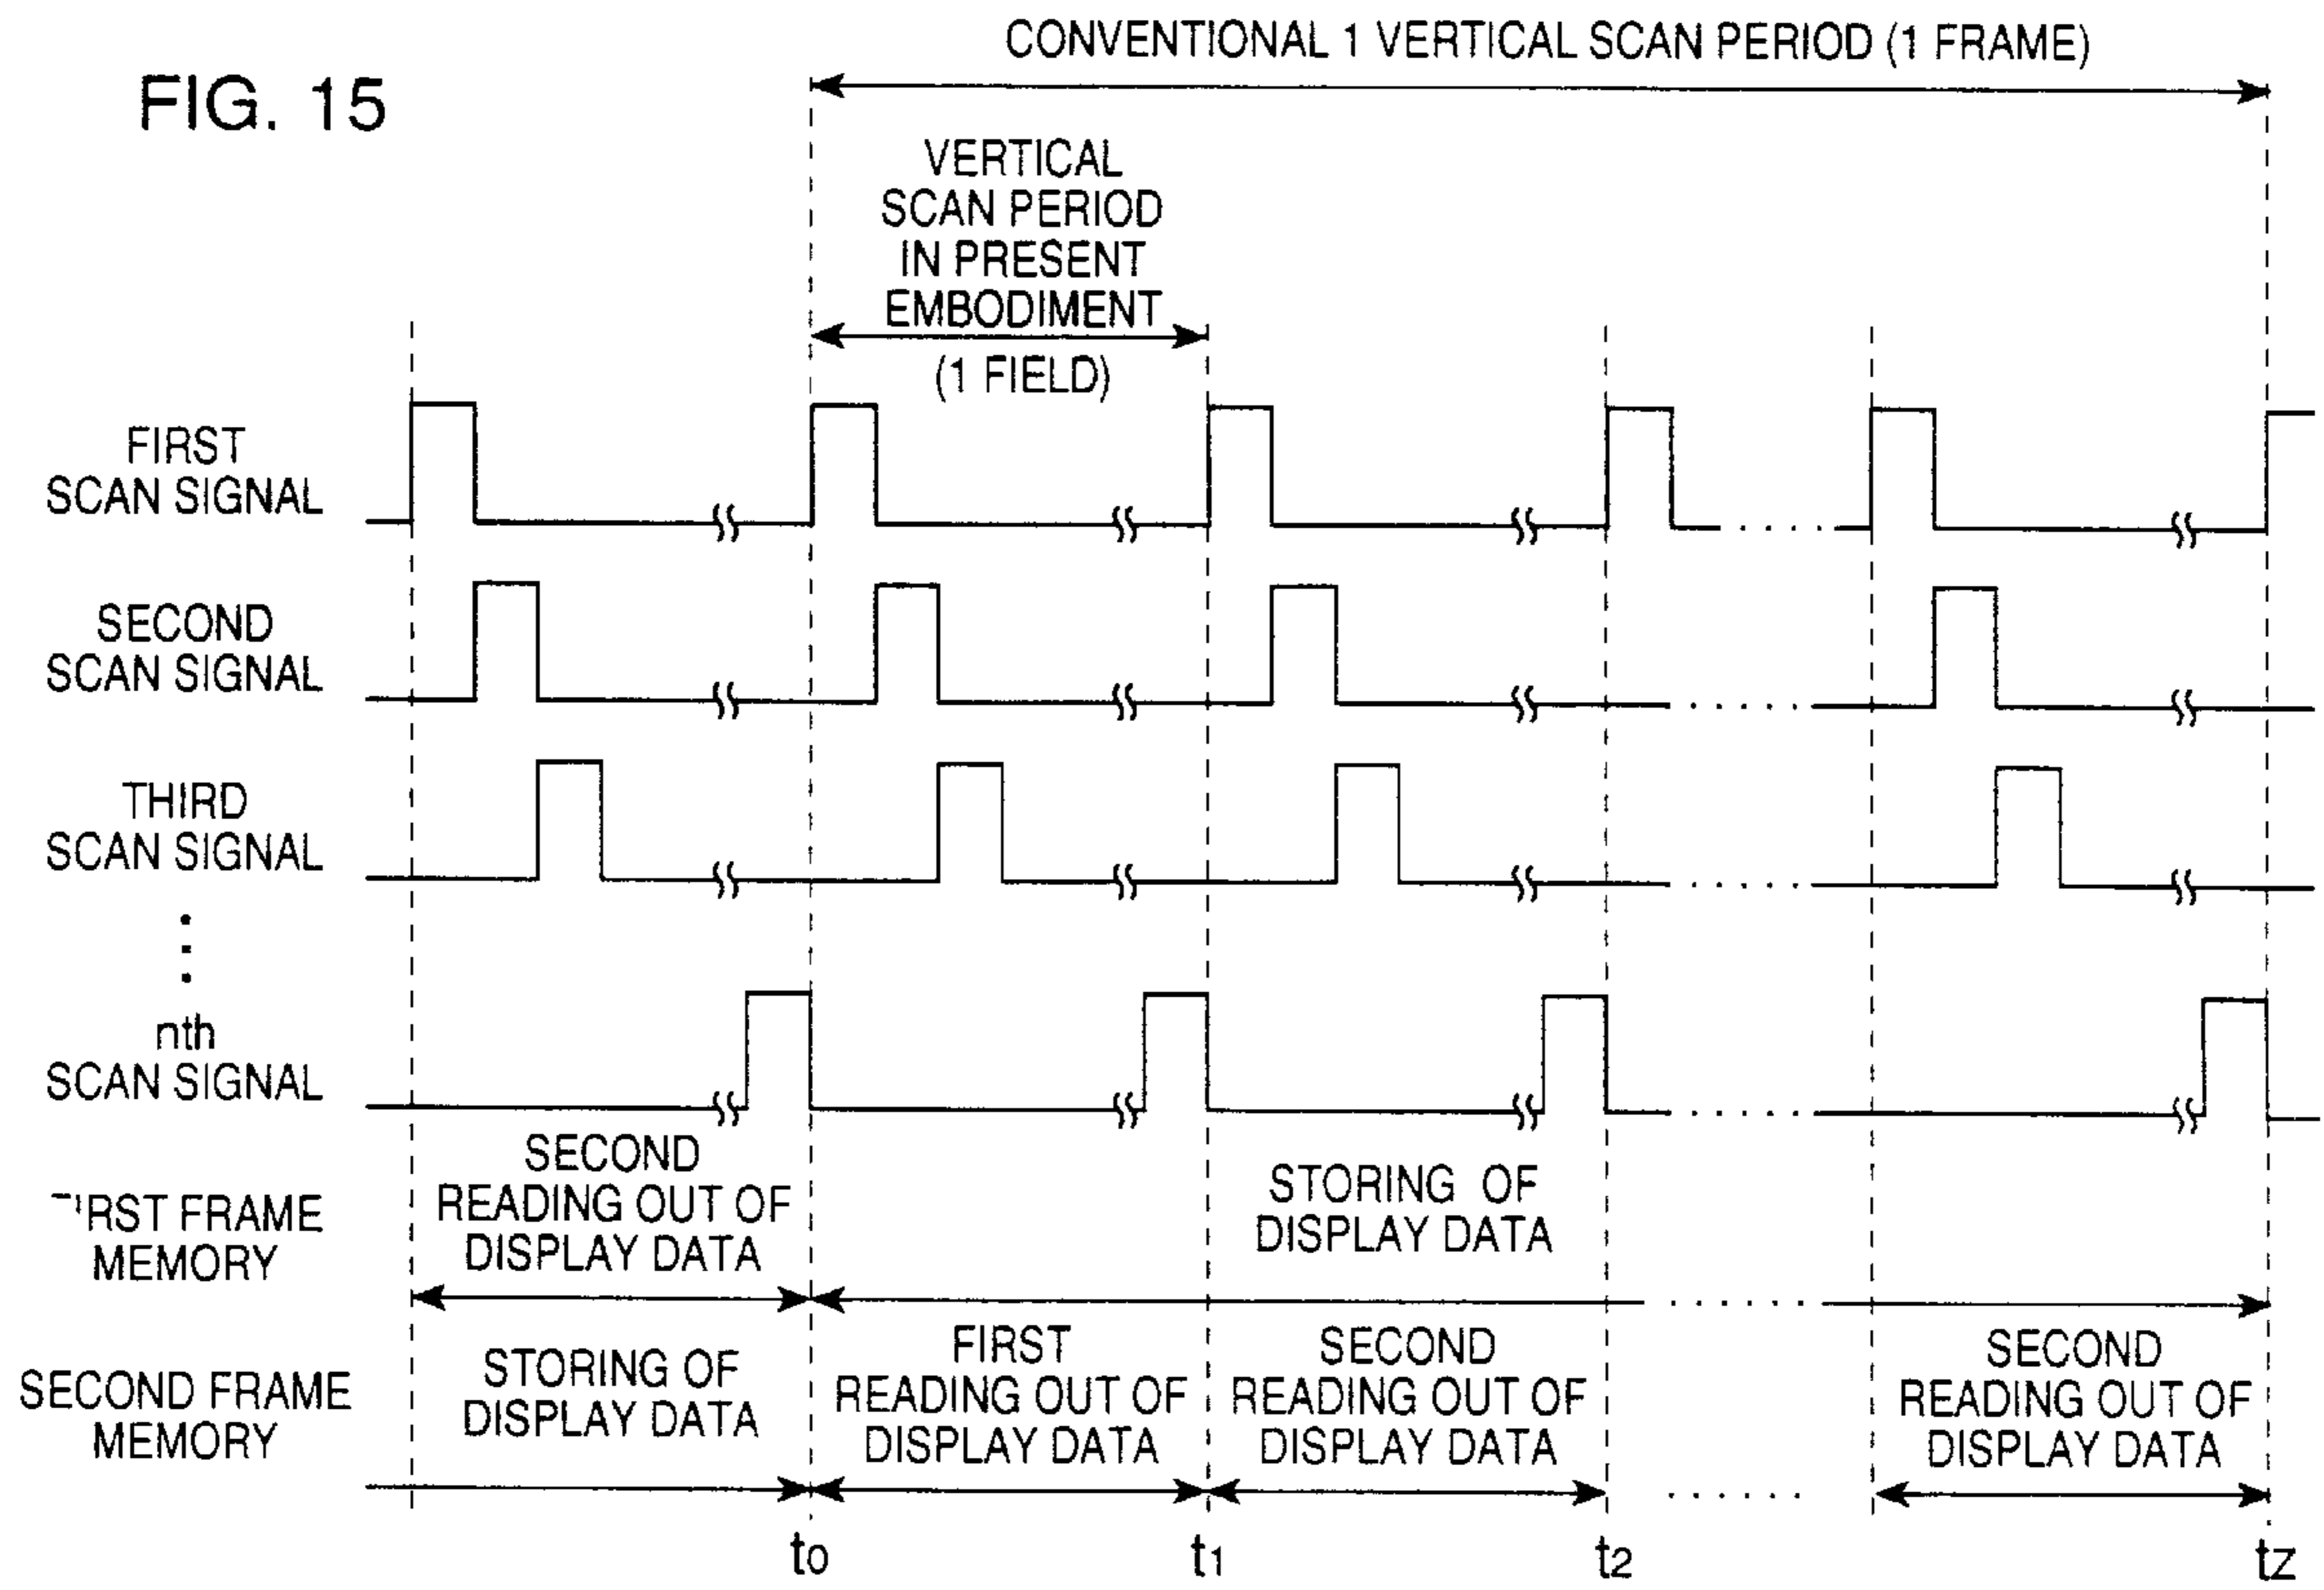 CONVENTIONAL 1 VERTICAL SCAN PERIOD (1 FRAME)
FIG. 15
VERTICAL
SCAN PERIOD
IN PRESENT
EMBODIMENT
(1 FIELD)
FIRST
SCAN SIGNAL
SECOND
SCAN SIGNAL
THIRD
SCAN SIGNAL
nth
SCAN SIGNAL
FIRST FRAME
MEMORY
SECOND
READING OUT OF
DISPLAY DATA
STORING OF
DISPLAY DATA
SECOND FRAME
MEMORY
STORING OF
DISPLAY DATA
FIRST
READING OUT OF
DISPLAY DATA
SECOND
READING OUT OF
DISPLAY DATA
SECOND
READING OUT OF
DISPLAY DATA
t0
t1
t2
tz